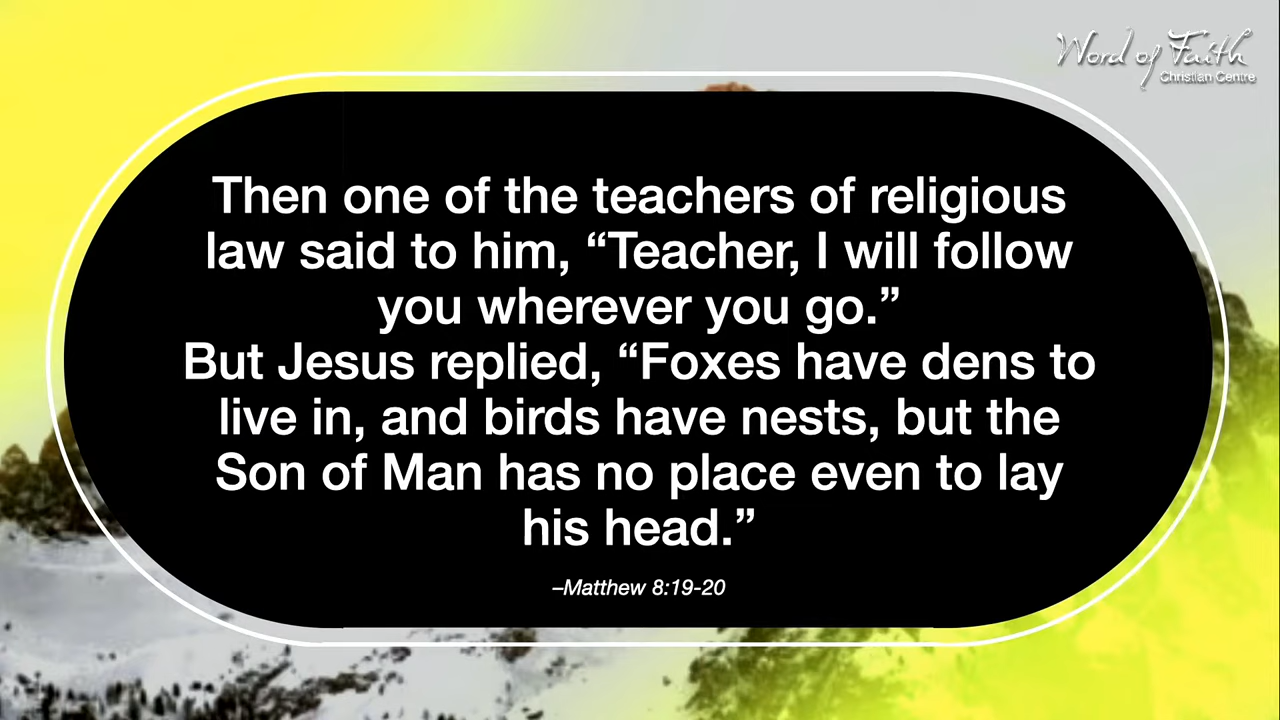 Word of Faith
Christian Centre
Then one of the teachers of religious
law said to him, “Teacher, I will follow
you wherever you go.”
But Jesus replied, “Foxes have dens to
live in, and birds have nests, but the
Son of Man has no place even to lay
his head.”
–Matthew 8:19-20